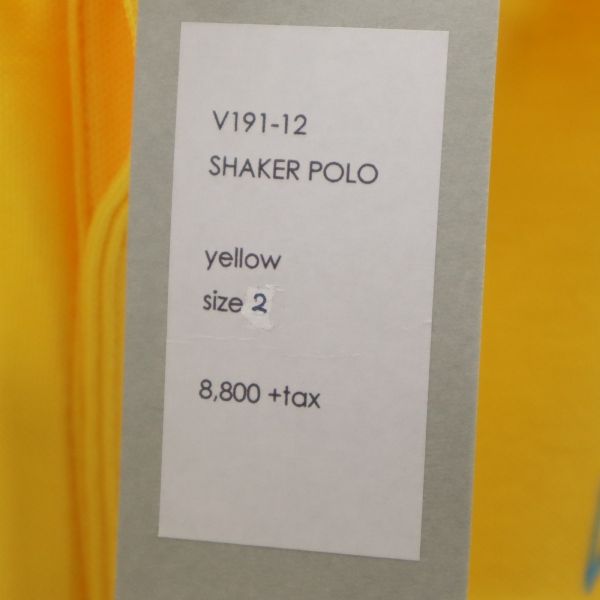 V191-12
SHAKER POLO
yellow
size 2
8,800 +tax